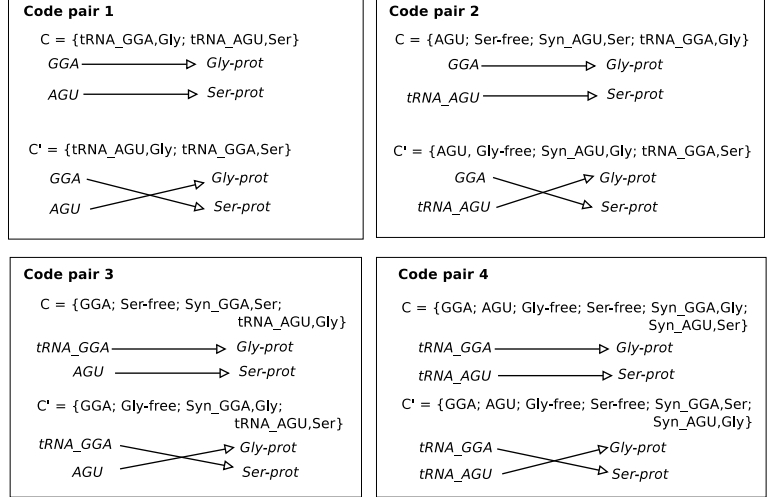 Code pair 1
C = {tRNA_GGA,Gly; tRNA_AGU,Ser}
GGA Gly-prot
AGU Ser-prot
C' = {tRNA_AGU,Gly; tRNA_GGA,Ser}
GGA Gly-prot
AGU Ser-prot
Code pair 2
C = {AGU; Ser-free; Syn_AGU,Ser; tRNA_GGA,Gly}
GGA Gly-prot
tRNA_AGU Ser-prot
C' = {AGU, Gly-free; Syn_AGU,Gly; tRNA_GGA,Ser}
GGA Gly-prot
tRNA_AGU Ser-prot
Code pair 3
C = {GGA; Ser-free; Syn_GGA,Ser;
tRNA_AGU,Gly}
tRNA_GGA Gly-prot
AGU Ser-prot
C' = {GGA; Gly-free; Syn_GGA,Gly;
tRNA_AGU,Ser}
tRNA_GGA Gly-prot
AGU Ser-prot
Code pair 4
C = {GGA; AGU; Gly-free; Ser-free; Syn_GGA,Gly;
Syn_AGU,Ser}
tRNA_GGA Gly-prot
tRNA_AGU Ser-prot
C' = {GGA; AGU; Gly-free; Ser-free; Syn_GGA,Ser;
Syn_AGU,Gly}
tRNA_GGA Gly-prot
tRNA_AGU Ser-prot